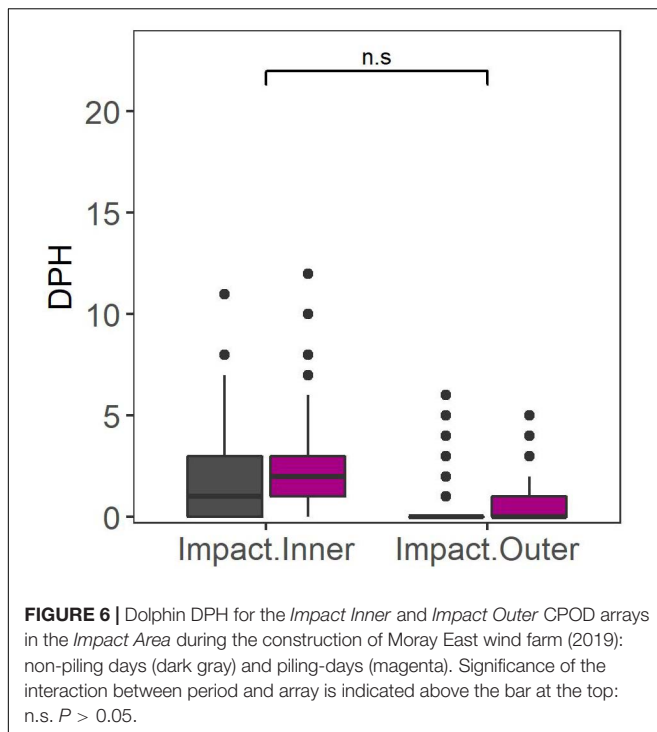 n.s
20
15
10
5
0
DPH
Impact.Inner Impact.Outer
FIGURE 6 | Dolphin DPH for the Impact Inner and Impact Outer CPOD arrays
in the Impact Area during the construction of Moray East wind farm (2019):
non-piling days (dark gray) and piling-days (magenta). Significance of the
interaction between period and array is indicated above the bar at the top:
n.s. P > 0.05.